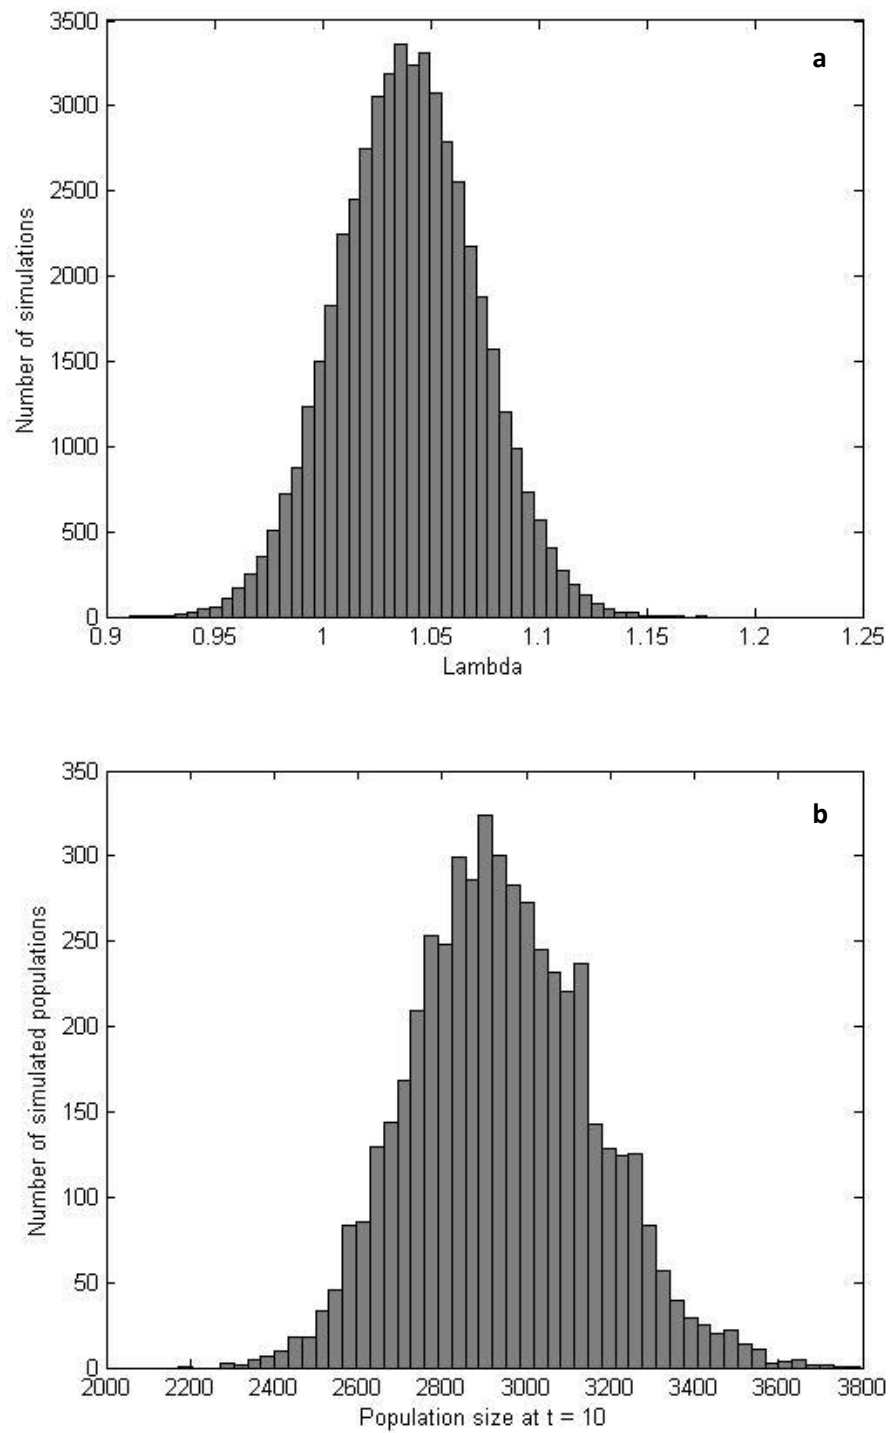 a
Number of simulations
3500
3000
2500
2000
1500
1000
500
0
0.9 0.95 1 1.05 1.1 1.15 1.2 1.25
Lambda
b
Number of simulated populations
350
300
250
200
150
100
50
0
2000 2200 2400 2600 2800 3000 3200 3400 3600 3800
Population size at t = 10